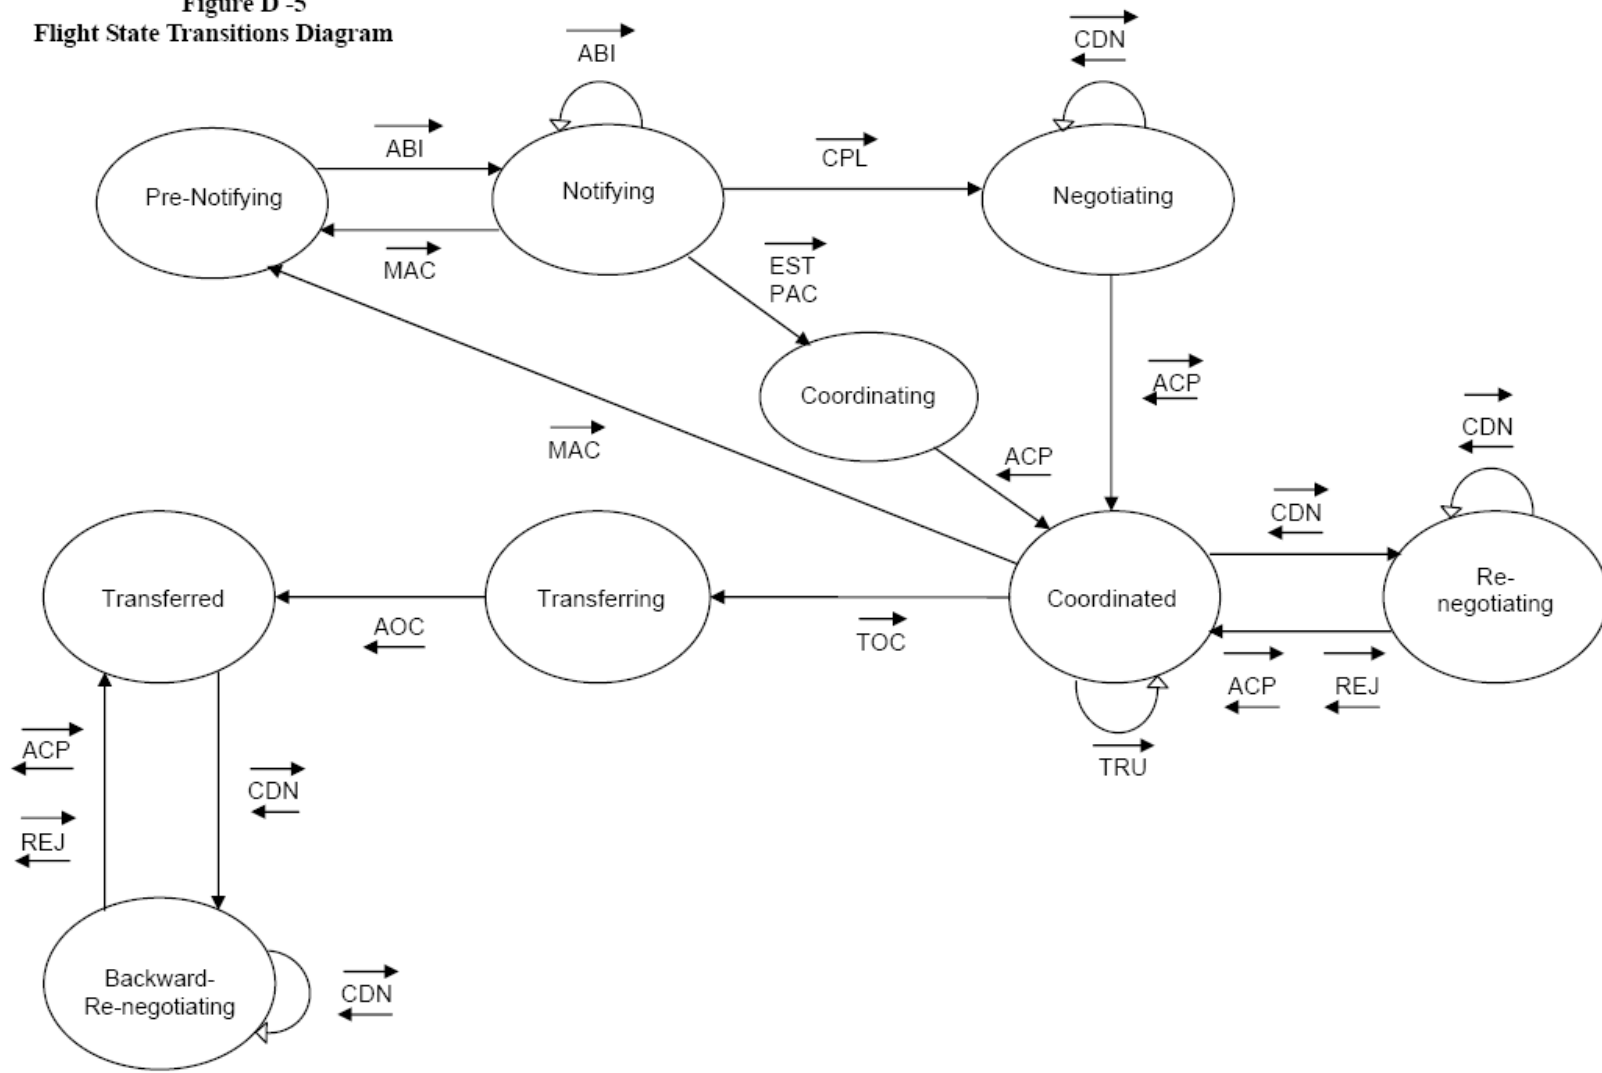 Figure D -5
Flight State Transitions Diagram
ABI
CDN
ABI
CPL
Pre-Notifying
Notifying
Negotiating
MAC
EST
PAC
Coordinating
ACP
MAC
ACP
CDN
CDN
Transferred
Transferring
Coordinated
Re-
negotiating
AOC
TOC
ACP
REJ
TRU
ACP
CDN
REJ
Backward-
Re-negotiating
CDN